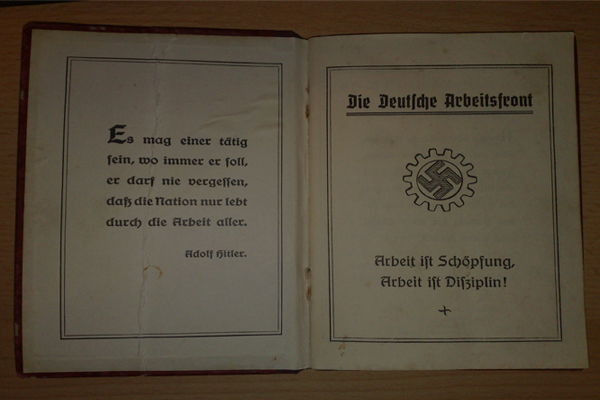 Es mag einer tätig
sein, wo immer er soll,
er darf nie vergessen,
daß die Nation nur lebt
durch die Arbeit aller.
Adolf Hitler.
Die Deutsche Arbeitsfront
Arbeit ist Schöpfung,
Arbeit ist Disziplin!